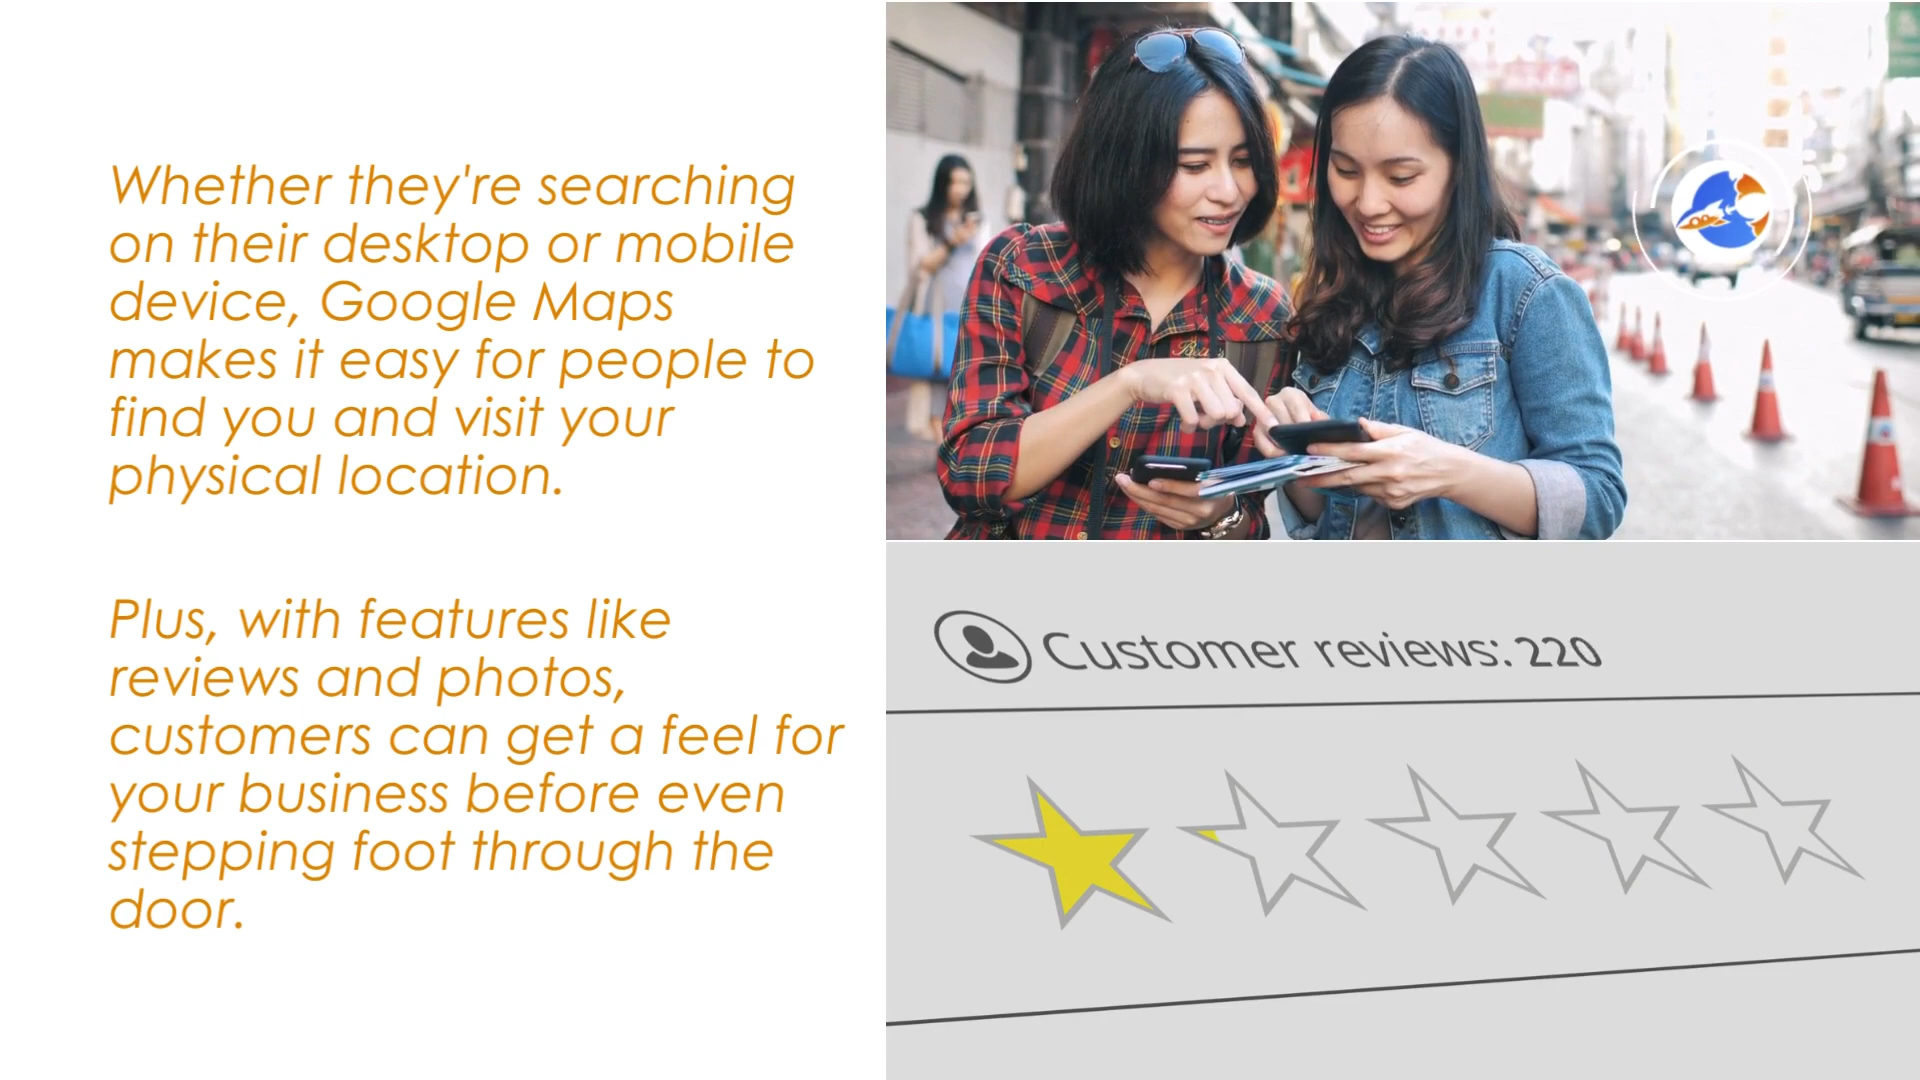 Whether they're searching
on their desktop or mobile
device, Google Maps
makes it easy for people to
find you and visit your
physical location.
Plus, with features like
reviews and photos,
customers can get a feel for
your business before even
stepping foot through the
door.
Customer reviews: 220